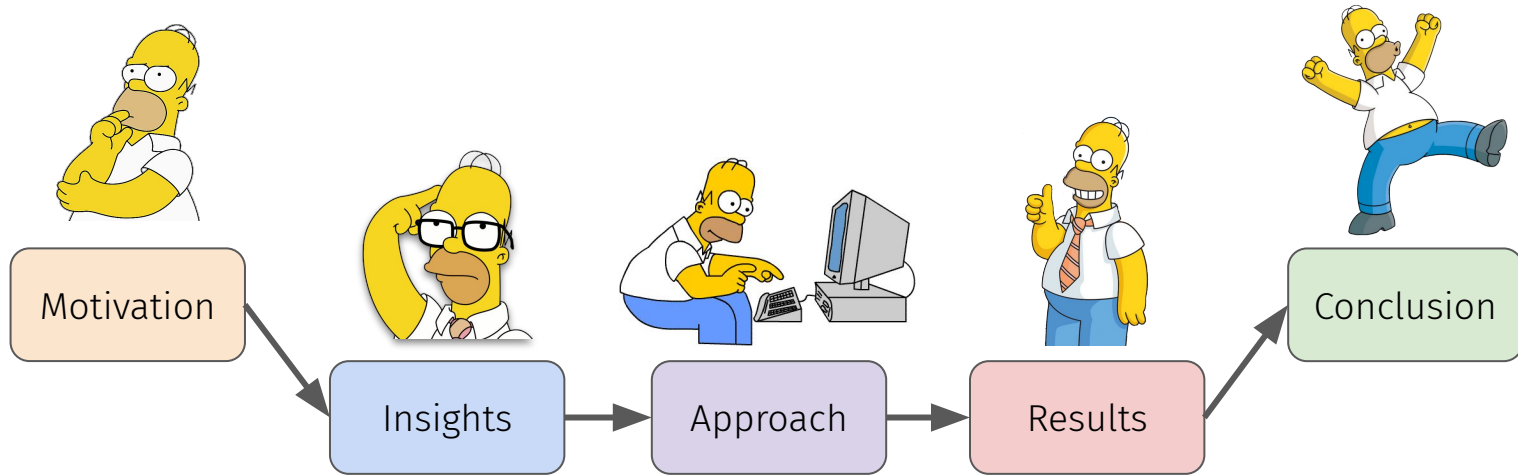 Motivation
Insights
Approach
Results
Conclusion